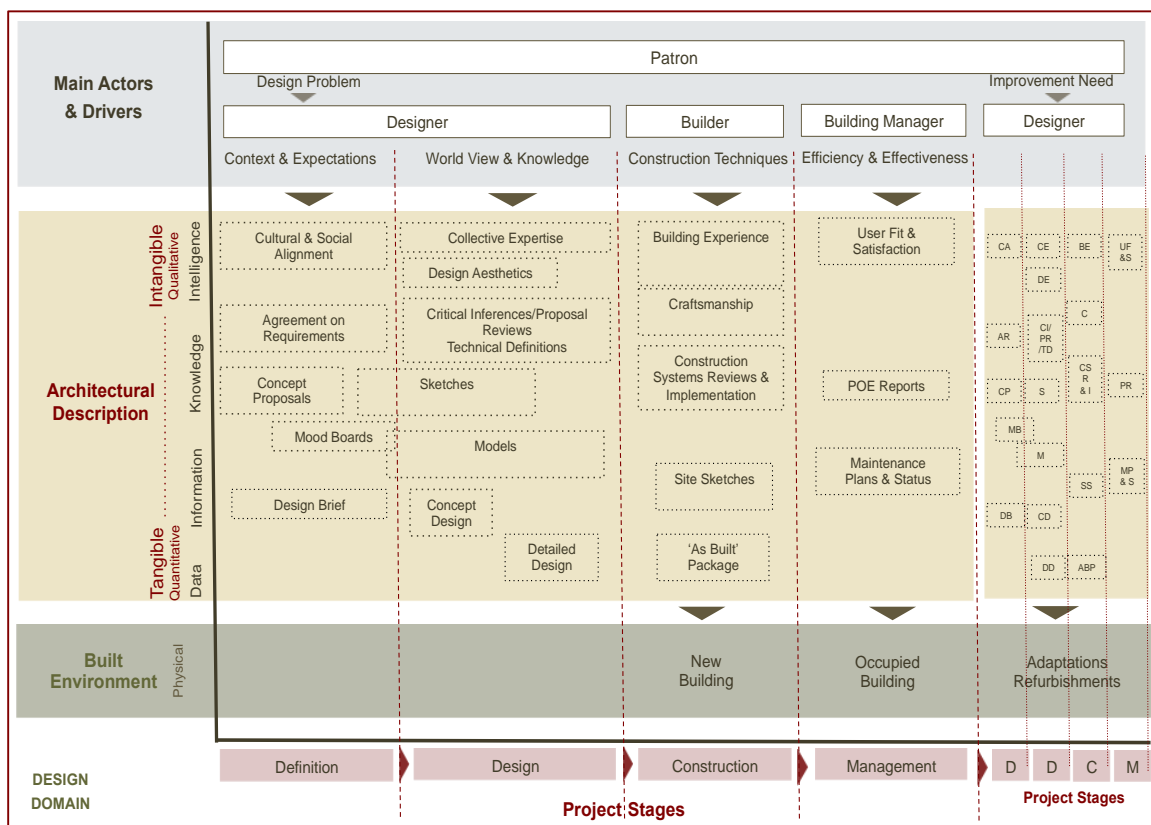 Patron
Main Actors
& Drivers
Design Problem
Improvement Need
Designer
Builder
Building Manager
Designer
Context & Expectations
World View & Knowledge
Construction Techniques
Efficiency & Effectiveness
Architectural
Description
Intangible
Qualitative
Tangible
Quantitative
Intelligence
Knowledge
Information
Data
Cultural & Social
Alignment
Agreement on
Requirements
Concept
Proposals
Mood Boards
Design Brief
Collective Expertise
Design Aesthetics
Critical Inferences/Proposal
Reviews
Technical Definitions
Sketches
Models
Concept
Design
Detailed
Design
Building Experience
Craftsmanship
Construction
Systems Reviews &
Implementation
Site Sketches
‘As Built’
Package
User Fit &
Satisfaction
POE Reports
Maintenance
Plans & Status
CA
AR
CP
MB
DB
CE
DE
CI/
PR
/TD
S
M
CD
DD
BE
C
CS
R
& I
SS
ABP
UF
&S
PR
MP
& S
Built
Environment
Physical
New
Building
Occupied
Building
Adaptations
Refurbishments
DESIGN
DOMAIN
Definition
Design
Construction
Management
D
D
C
M
Project Stages
Project Stages